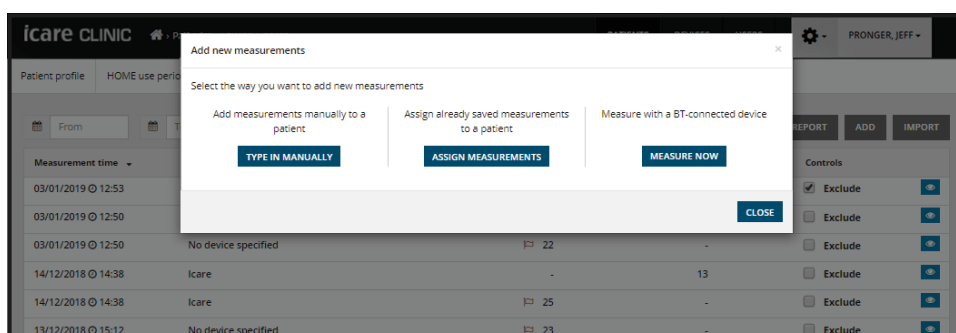 icare CLINIC
PRONGER, JEFF
Add new measurements ×
Patient profile HOME use
Select the way you want to add new measurements
Add measurements manually to a patient
TYPE IN MANUALLY
Assign already saved measurements to a patient
ASSIGN MEASUREMENTS
Measure with a BT-connected device
MEASURE NOW
CLOSE
From
ADD IMPORT
Measurement time Controls
03/01/2019 12:53 Exclude
03/01/2019 12:50 Exclude
03/01/2019 12:50 No device specified 22 - Exclude
14/12/2018 14:38 Icare - 13 Exclude
14/12/2018 14:38 Icare 25 - Exclude
13/12/2018 15:12 No device specified 23 - Exclude